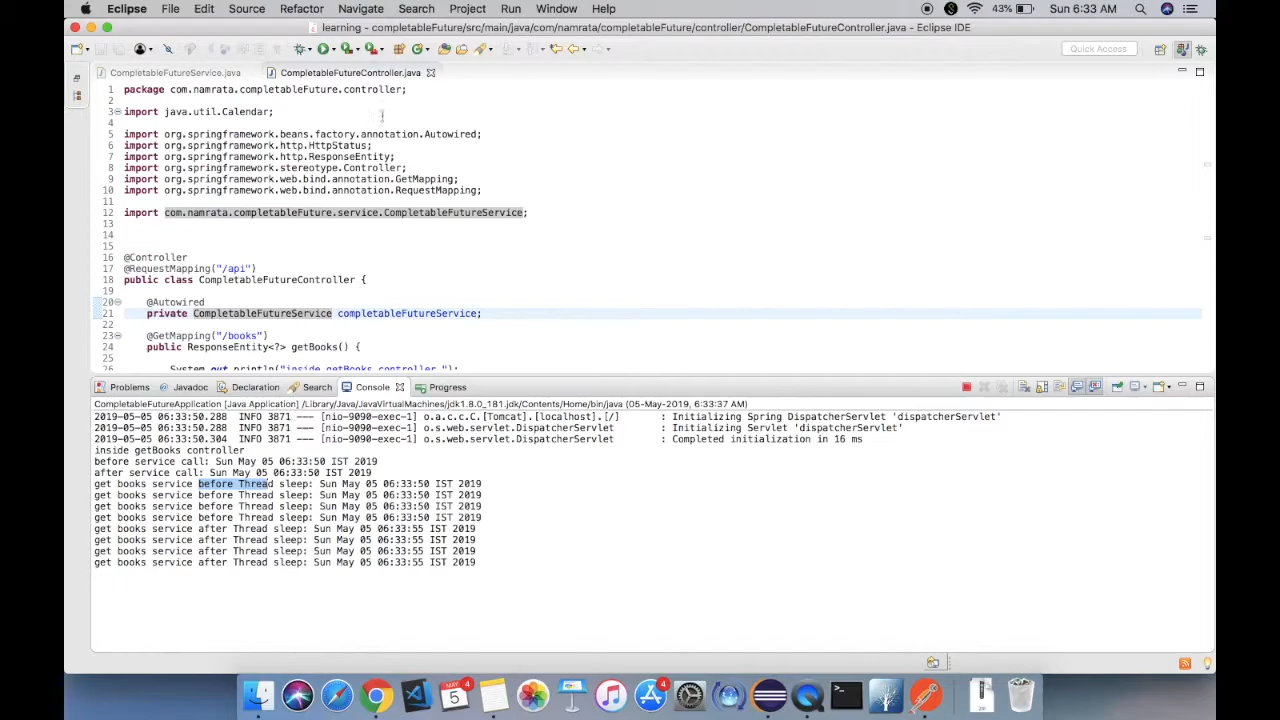 Eclipse File Edit Source Refactor Navigate Search Project Run Window Help 43% Sun 6:33 AM
learning - completableFuture/src/main/java/com/namrata/completableFuture/controller/CompletableFutureController.java - Eclipse IDE
Quick Access
CompletableFutureService.java CompletableFutureController.java
1 package com.namrata.completableFuture.controller;
2
3 import java.util.Calendar;
4
5 import org.springframework.beans.factory.annotation.Autowired;
6 import org.springframework.http.HttpStatus;
7 import org.springframework.http.ResponseEntity;
8 import org.springframework.stereotype.Controller;
9 import org.springframework.web.bind.annotation.GetMapping;
10 import org.springframework.web.bind.annotation.RequestMapping;
11
12 import com.namrata.completableFuture.service.CompletableFutureService;
13
14
15
16 @Controller
17 @RequestMapping("/api")
18 public class CompletableFutureController {
19
20 @Autowired
21 private CompletableFutureService completableFutureService;
22
23 @GetMapping("/books")
24 public ResponseEntity<?> getBooks() {
25
26 System.out.println("inside getBooks controller ");
Problems Javadoc Declaration Search Console Progress
CompletableFutureApplication [Java Application] /Library/Java/JavaVirtualMachines/jdk1.8.0_181.jdk/Contents/Home/bin/java (05-May-2019, 6:33:37 AM)
2019-05-05 06:33:50.288 INFO 3871 --- [nio-9090-exec-1] o.a.c.c.C.[Tomcat].[localhost].[/] : Initializing Spring DispatcherServlet 'dispatcherServlet'
2019-05-05 06:33:50.288 INFO 3871 --- [nio-9090-exec-1] o.s.web.servlet.DispatcherServlet : Initializing Servlet 'dispatcherServlet'
2019-05-05 06:33:50.304 INFO 3871 --- [nio-9090-exec-1] o.s.web.servlet.DispatcherServlet : Completed initialization in 16 ms
inside getBooks controller
before service call: Sun May 05 06:33:50 IST 2019
after service call: Sun May 05 06:33:50 IST 2019
get books service before Thread sleep: Sun May 05 06:33:50 IST 2019
get books service before Thread sleep: Sun May 05 06:33:50 IST 2019
get books service before Thread sleep: Sun May 05 06:33:50 IST 2019
get books service before Thread sleep: Sun May 05 06:33:50 IST 2019
get books service after Thread sleep: Sun May 05 06:33:55 IST 2019
get books service after Thread sleep: Sun May 05 06:33:55 IST 2019
get books service after Thread sleep: Sun May 05 06:33:55 IST 2019
get books service after Thread sleep: Sun May 05 06:33:55 IST 2019
MAY 4
5
4